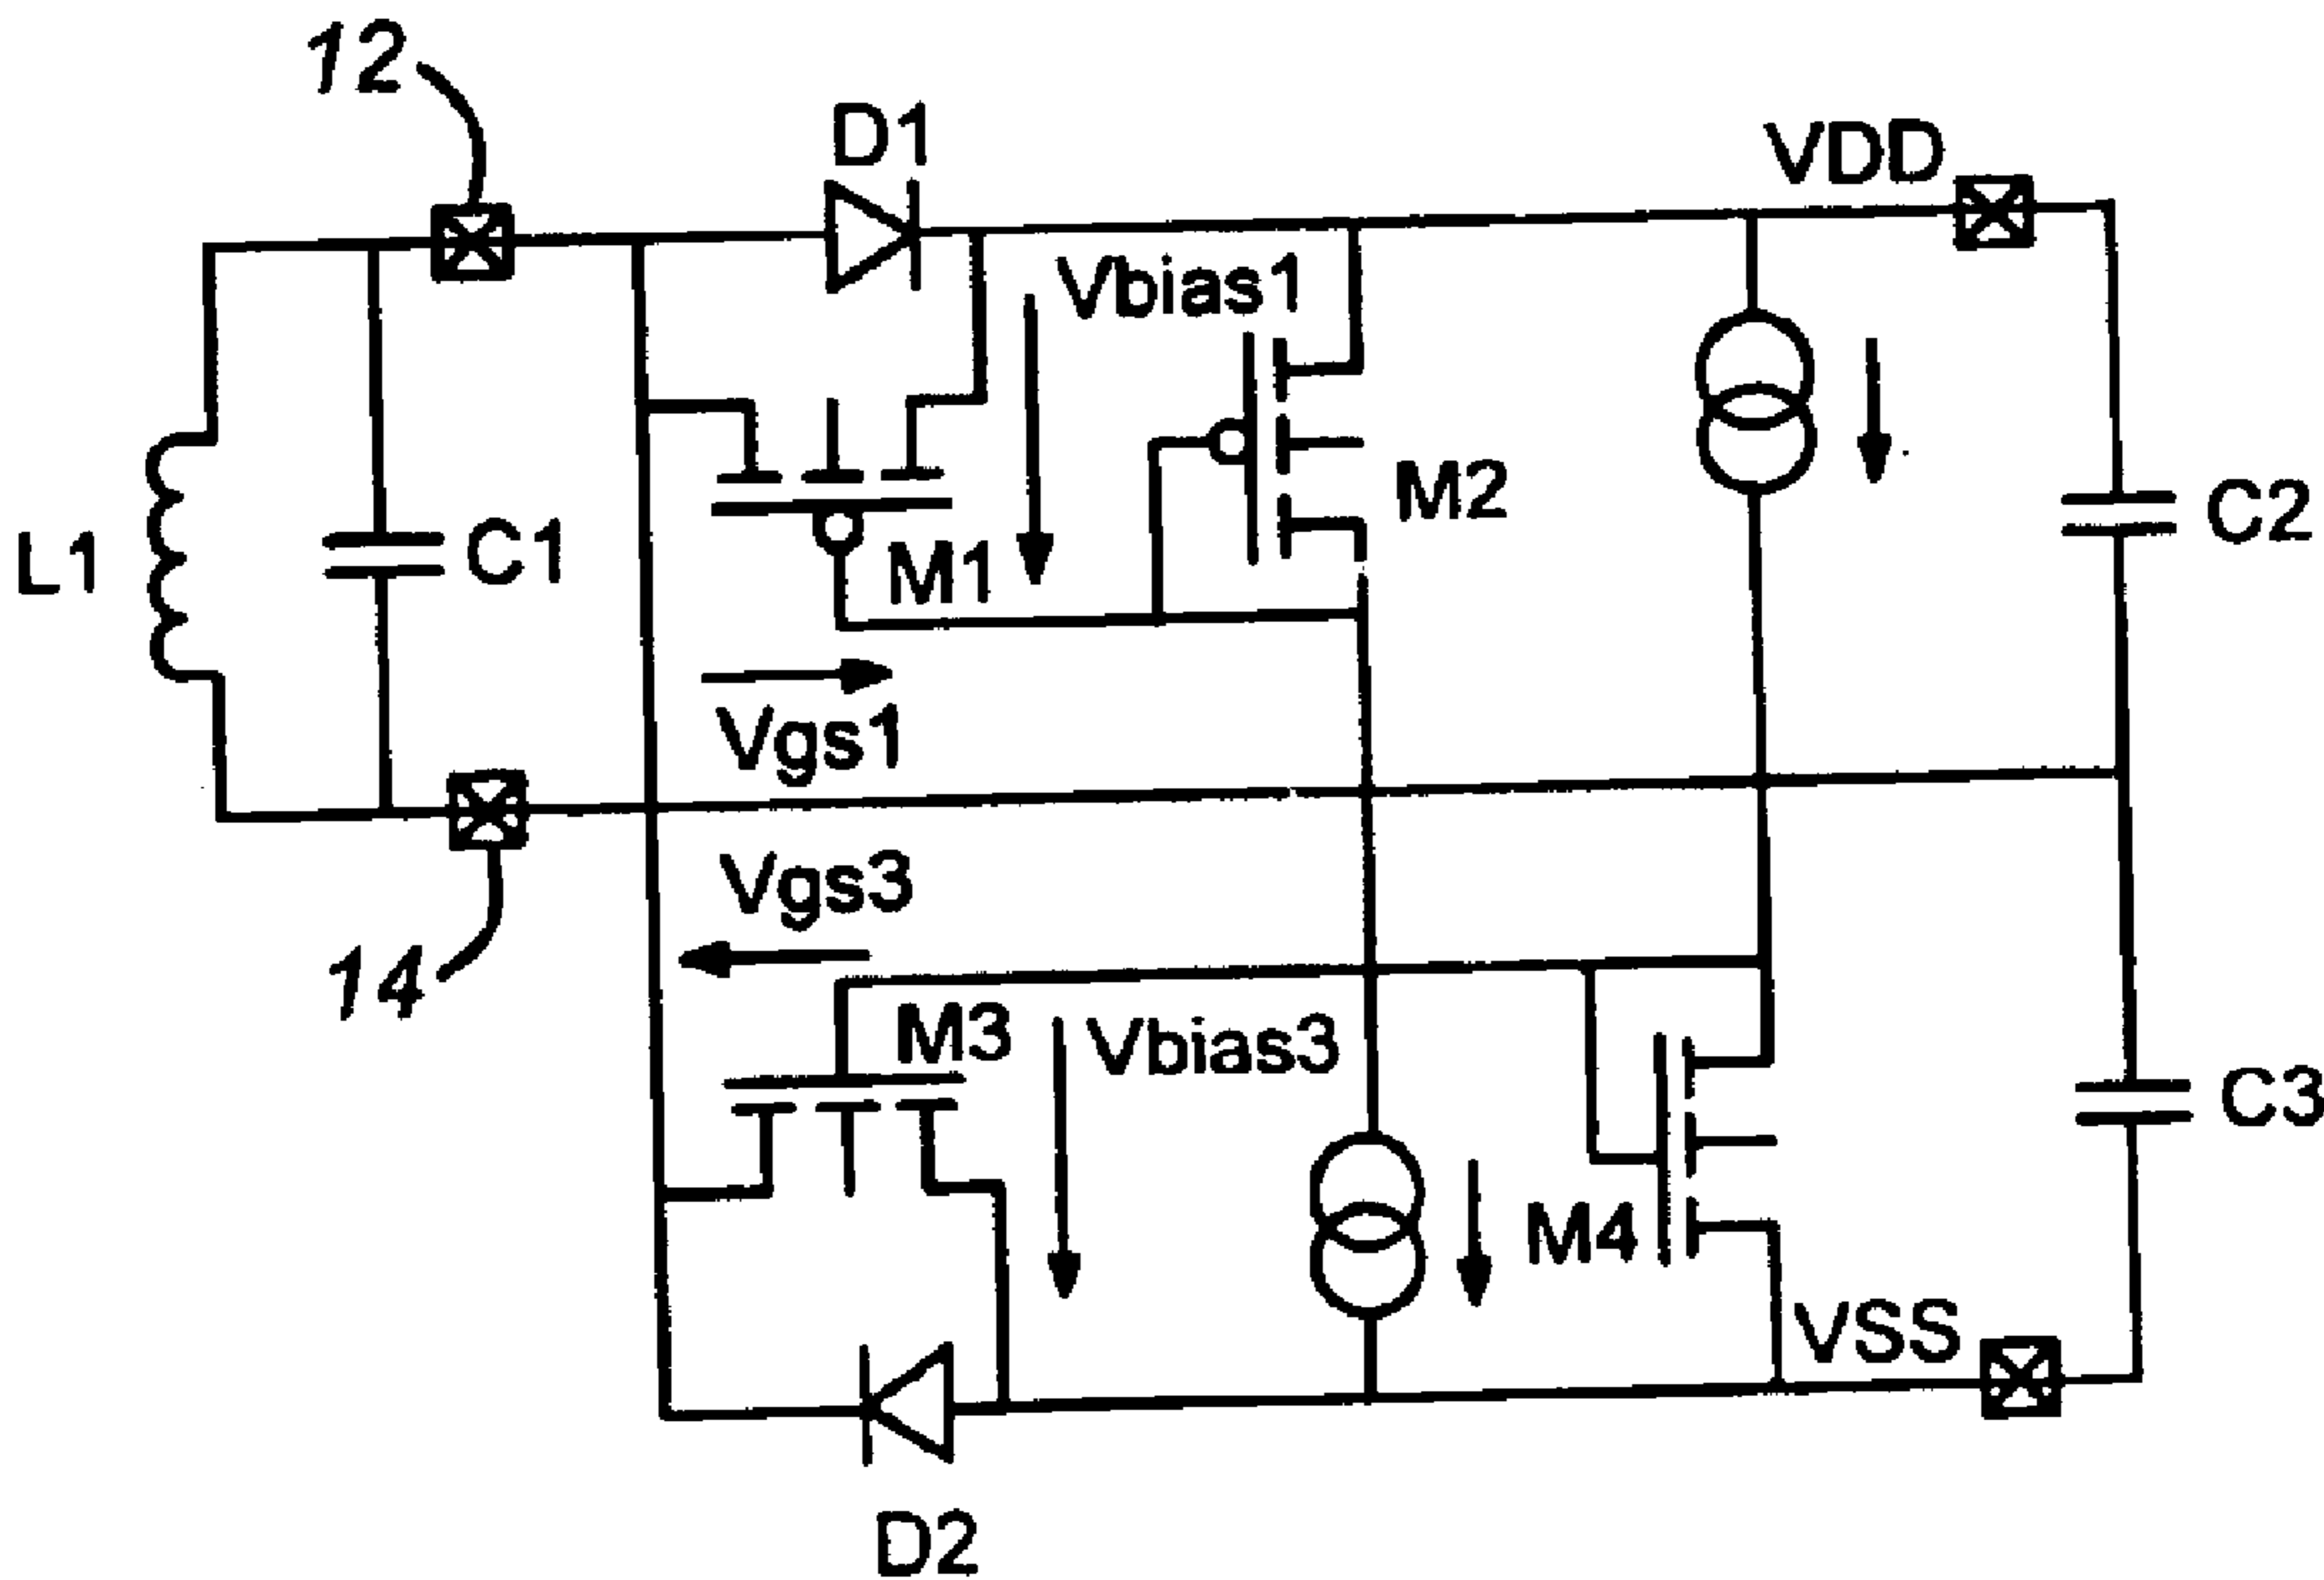 12
D1
VDD
Vbias1
M2
C2
L1
C1
M1
Vgs1
Vgs3
14
M3
Vbias3
C3
M4
VSS
D2